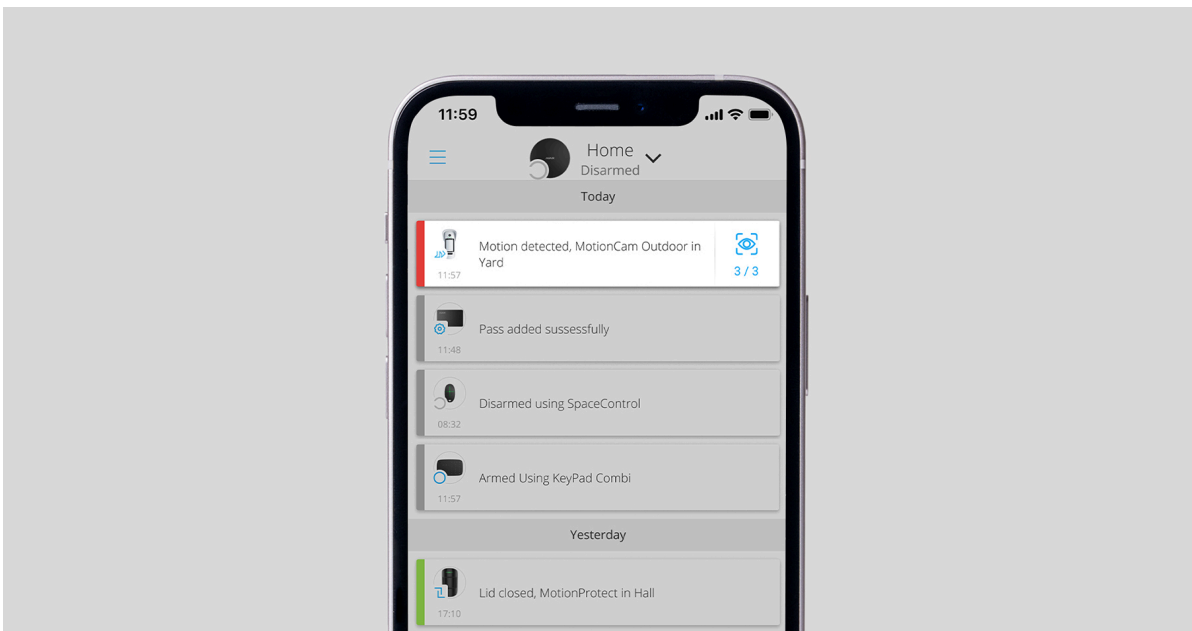 11:59
Home
Disarmed
Today
Motion detected, MotionCam Outdoor in
Yard
11:57
3 / 3
Pass added sussessfully
11:48
Disarmed using SpaceControl
08:32
Armed Using KeyPad Combi
11:57
Yesterday
Lid closed, MotionProtect in Hall
17:10